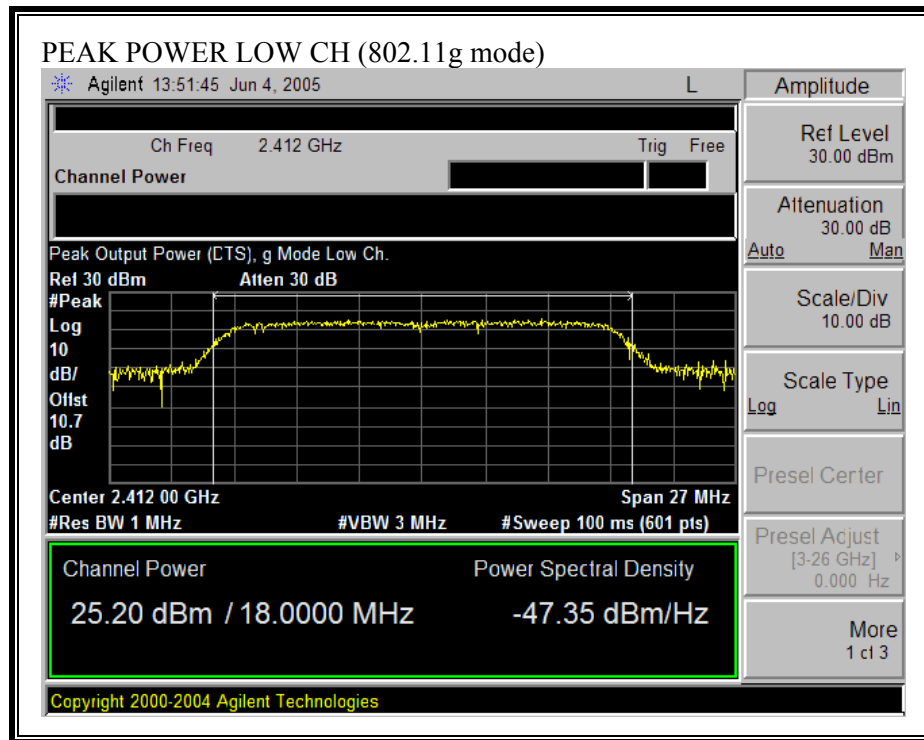 PEAK POWER LOW CH (802.11g mode)
Agilent 13:51:45 Jun 4, 2005 L
Ch Freq 2.412 GHz Trig Free
Channel Power
Peak Output Power (DTS), g Mode Low Ch.
Ref 30 dBm Atten 30 dB
#Peak
Log
10
dB/
Offst
10.7
dB
Center 2.412 00 GHz Span 27 MHz
#Res BW 1 MHz #VBW 3 MHz #Sweep 100 ms (601 pts)
Channel Power Power Spectral Density
25.20 dBm / 18.0000 MHz -47.35 dBm/Hz
Copyright 2000-2004 Agilent Technologies
Amplitude
Ref Level
30.00 dBm
Attenuation
30.00 dB
Auto Man
Scale/Div
10.00 dB
Scale Type
Log Lin
Presel Center
Presel Adjust
[3-26 GHz]
0.000 Hz
More
1 of 3